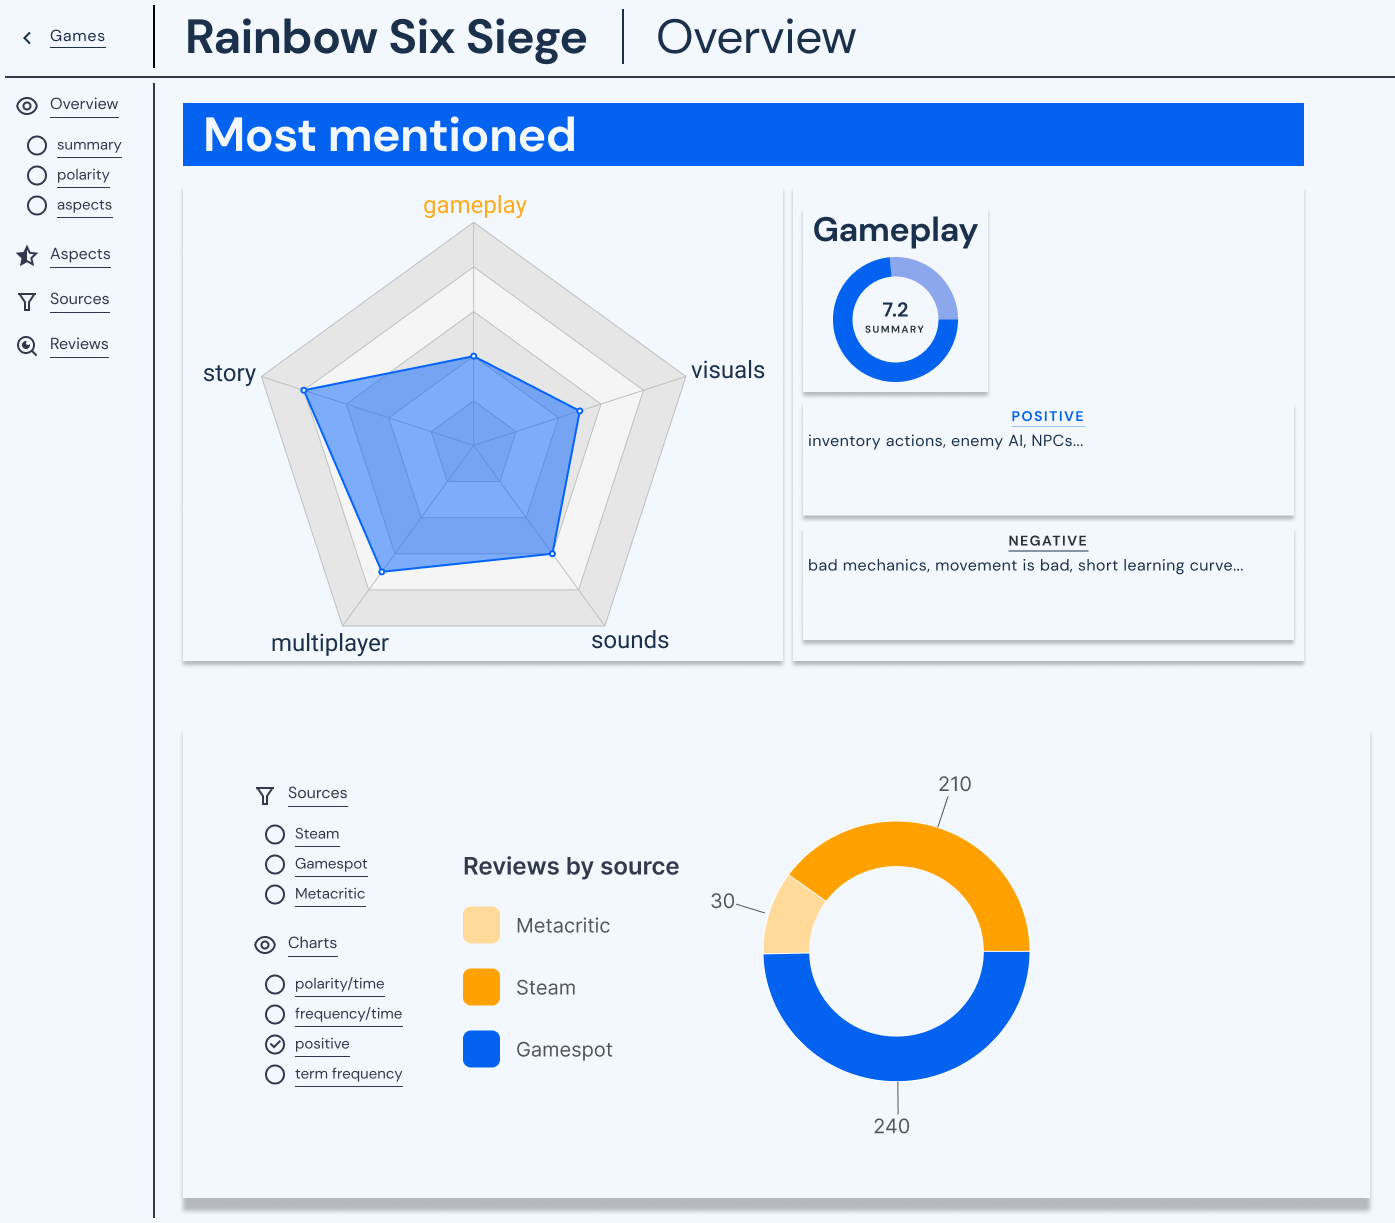 Games
Rainbow Six Siege
Overview
Overview
summary
polarity
aspects
Aspects
Sources
Reviews
Most mentioned
gameplay
story
visuals
multiplayer
sounds
Gameplay
7.2
SUMMARY
POSITIVE
inventory actions, enemy AI, NPCs...
NEGATIVE
bad mechanics, movement is bad, short learning curve...
Sources
Steam
Gamespot
Metacritic
Charts
polarity/time
frequency/time
positive
term frequency
Reviews by source
Metacritic
Steam
Gamespot
210
30
240